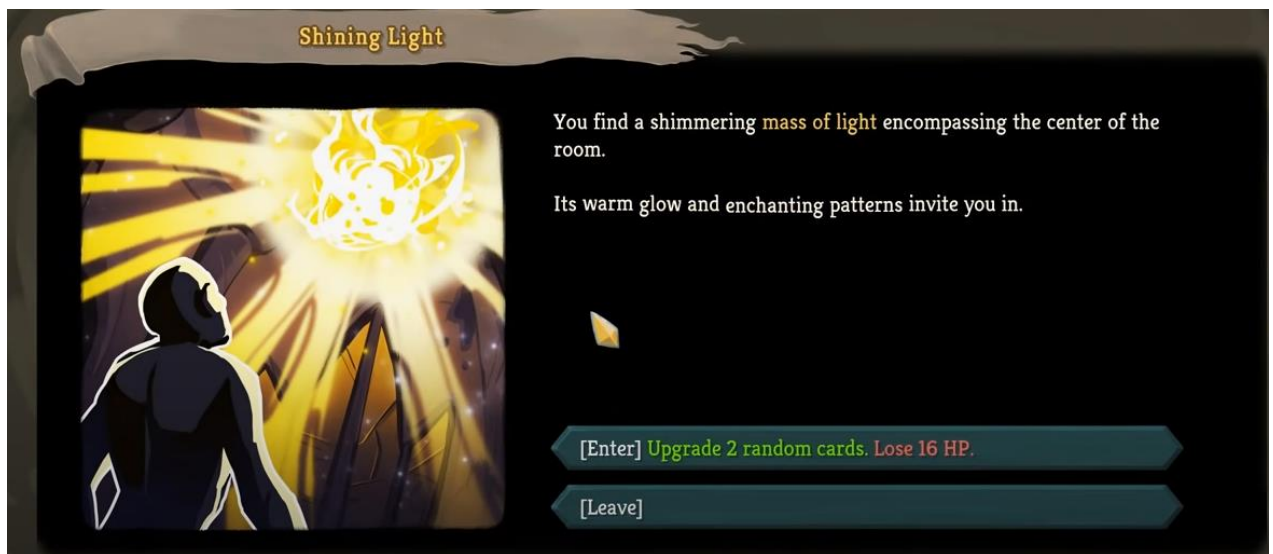 Shining Light
You find a shimmering mass of light encompassing the center of the
room.
Its warm glow and enchanting patterns invite you in.
[Enter] Upgrade 2 random cards. Lose 16 HP.
[Leave]